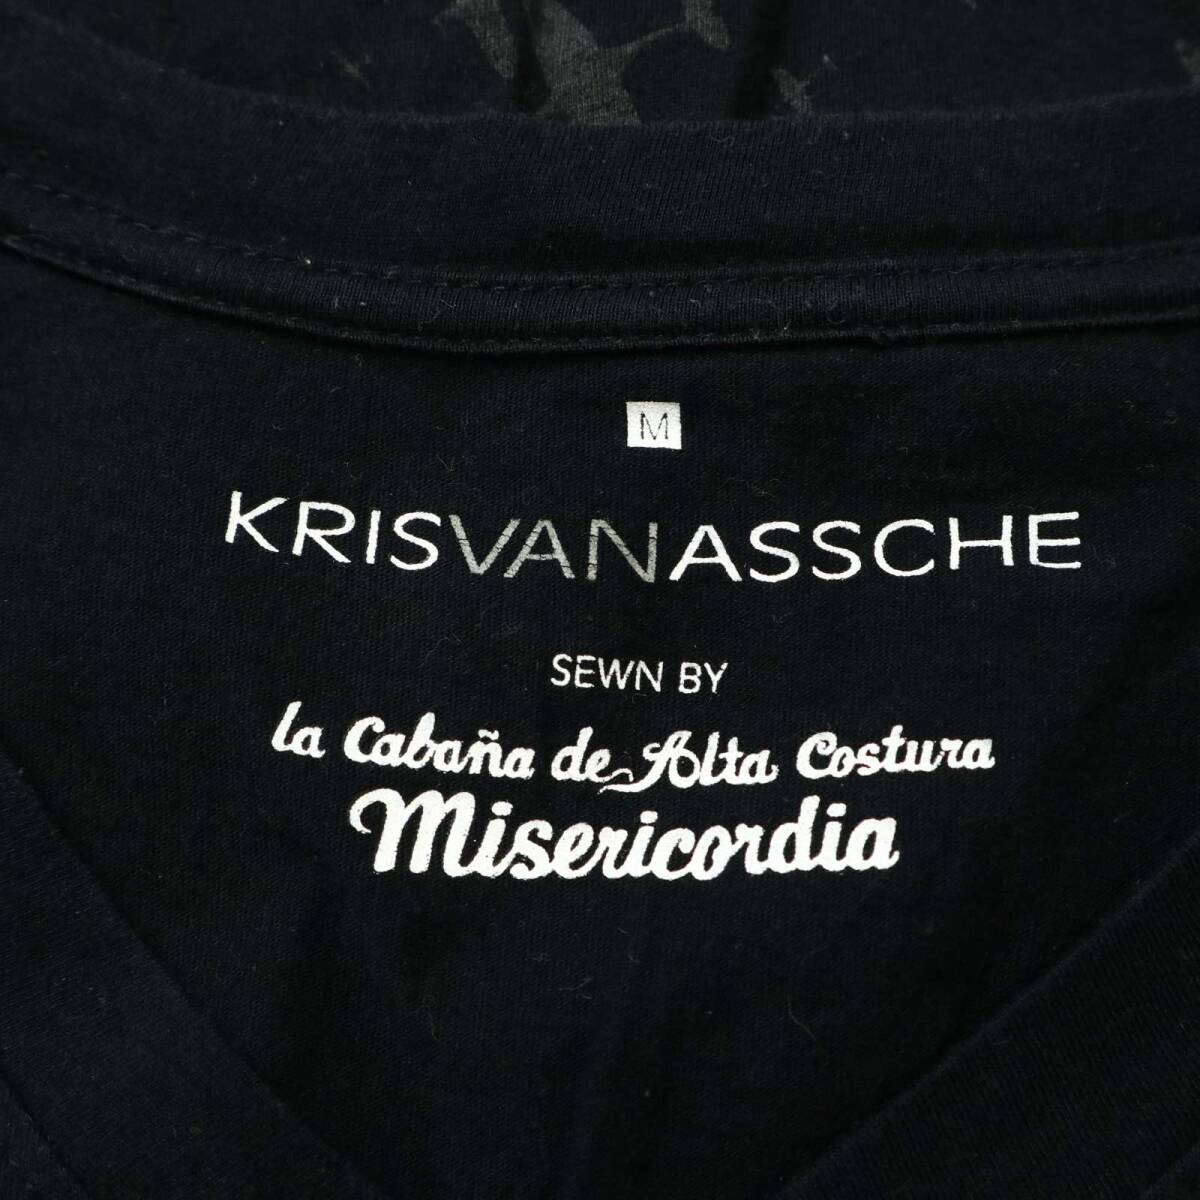 M
KRISVANASSCHE
SEWN BY
la Cabaña de Alta Costura
Misericordia